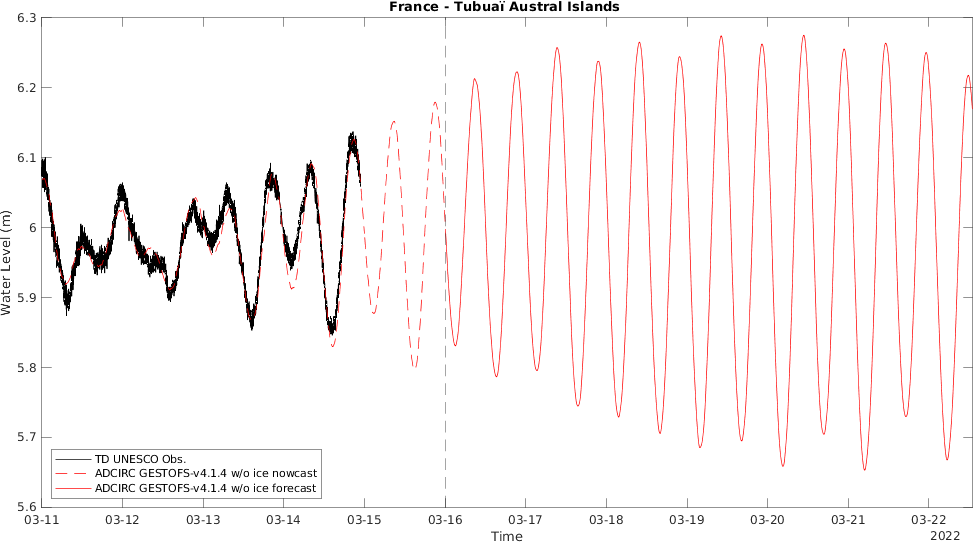 France - Tubuaï Austral Islands
6.3
6.2
6.1
6
5.9
5.8
5.7
5.6
Water Level (m)
TD UNESCO Obs.
ADCIRC GESTOFS-v4.1.4 w/o ice nowcast
ADCIRC GESTOFS-v4.1.4 w/o ice forecast
03-11 03-12 03-13 03-14 03-15 03-16 03-17 03-18 03-19 03-20 03-21 03-22
Time
2022